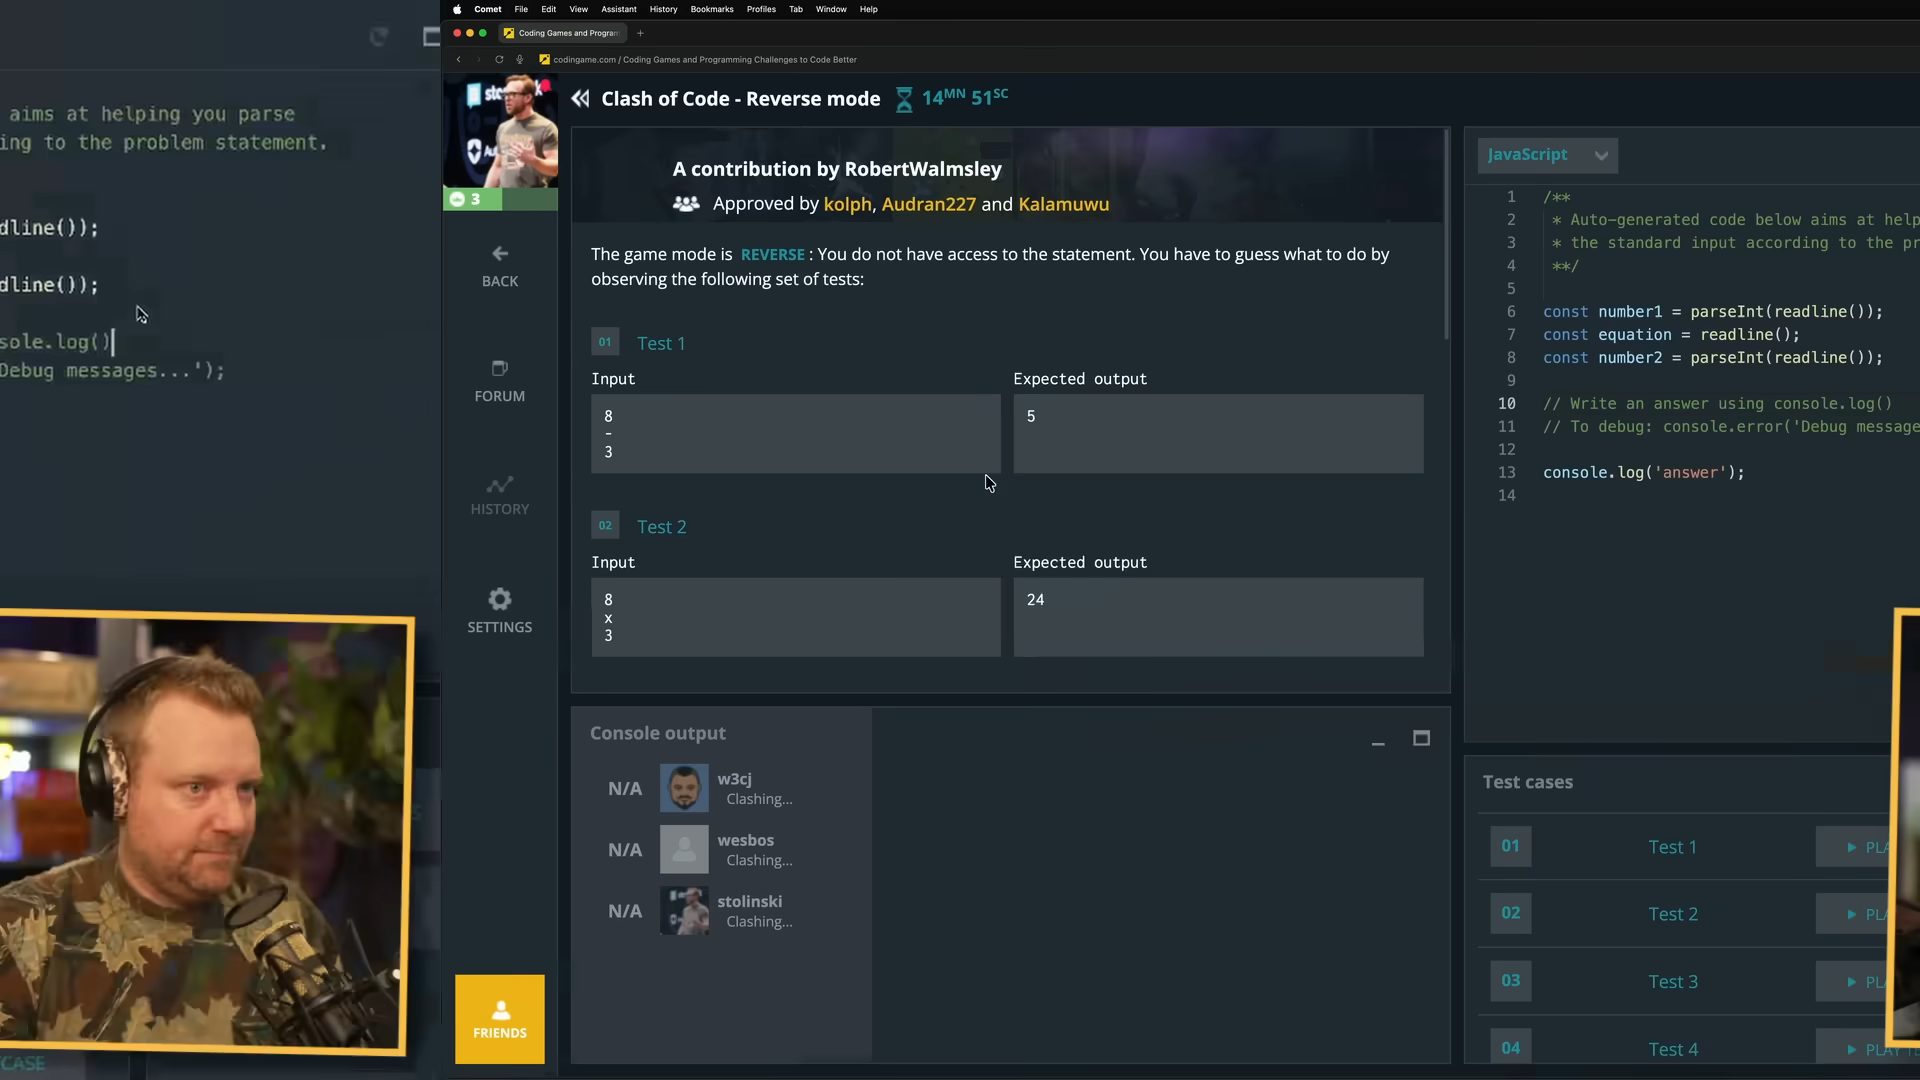 Comet File Edit View Assistant History Bookmarks Profiles Tab Window Help
Coding Games and Program
codingame.com / Coding Games and Programming Challenges to Code Better
aims at helping you parse
ing to the problem statement.
dline());
dline());
sole.log()
Debug messages...');
3
BACK
FORUM
HISTORY
SETTINGS
FRIENDS
Clash of Code - Reverse mode 14MN 51SC
A contribution by RobertWalmsley
Approved by kolph, Audran227 and Kalamuwu
The game mode is REVERSE : You do not have access to the statement. You have to guess what to do by
observing the following set of tests:
01 Test 1
Input Expected output
8 5
-
3
02 Test 2
Input Expected output
8 24
x
3
Console output
N/A w3cj
Clashing...
N/A wesbos
Clashing...
N/A stolinski
Clashing...
JavaScript
1 /**
2 * Auto-generated code below aims at help
3 * the standard input according to the pr
4 **/
5
6 const number1 = parseInt(readline());
7 const equation = readline();
8 const number2 = parseInt(readline());
9
10 // Write an answer using console.log()
11 // To debug: console.error('Debug message
12
13 console.log('answer');
14
Test cases
01 Test 1 PLA
02 Test 2 PL
03 Test 3 PL
04 Test 4 PLAY
CASE